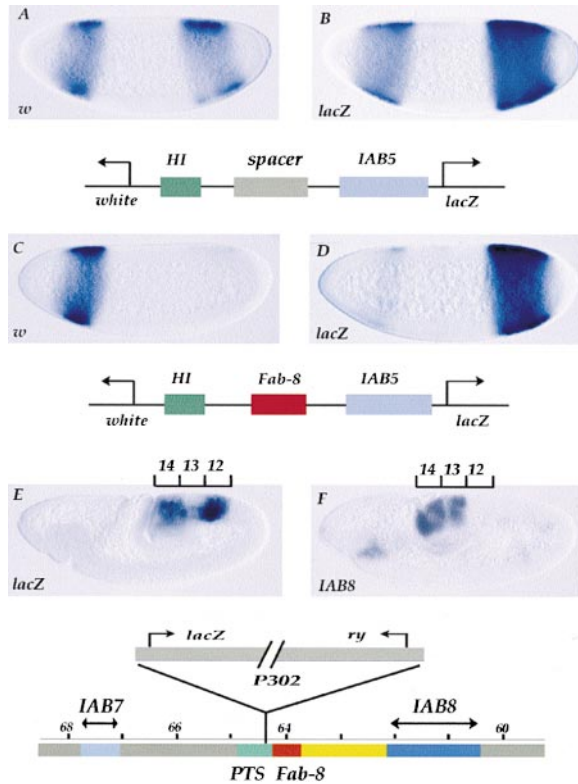 A B
w lacZ
HI spacer IAB5
white lacZ
C D
w lacZ
HI Fab-8 IAB5
white lacZ
14 13 12 14 13 12
E F
lacZ IAB8
lacZ ry
P302
IAB7 IAB8
68 66 64 60
PTS Fab-8